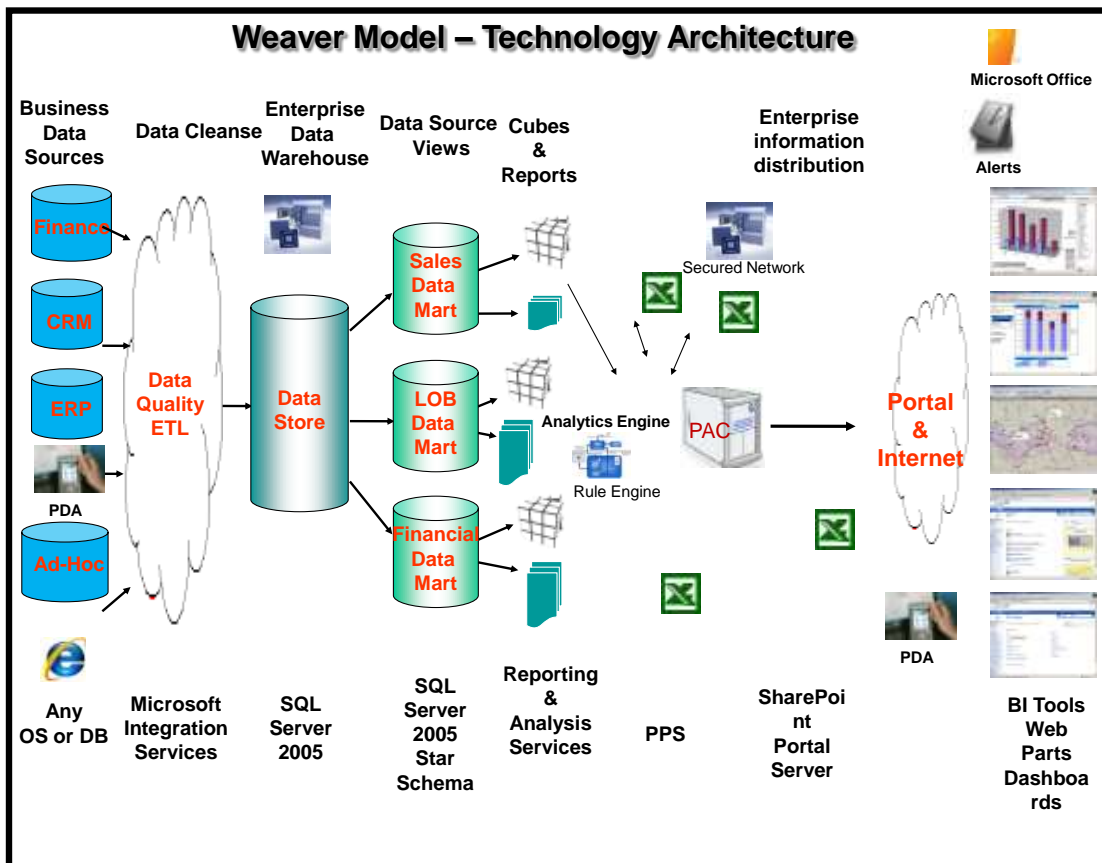 Weaver Model – Technology Architecture
Microsoft Office
Business
Data
Sources
Data Cleanse
Enterprise
Data
Warehouse
Data Source
Views
Cubes
&
Reports
Enterprise
information
distribution
Alerts
Finance
CRM
ERP
PDA
Ad-Hoc
Data
Quality
ETL
Data
Store
Sales
Data
Mart
LOB
Data
Mart
Financial
Data
Mart
Secured Network
Analytics Engine
Rule Engine
PAC
Portal
&
Internet
PDA
Any
OS or DB
Microsoft
Integration
Services
SQL
Server
2005
SQL
Server
2005
Star
Schema
Reporting
&
Analysis
Services
PPS
SharePoi
nt
Portal
Server
BI Tools
Web
Parts
Dashboa
rds